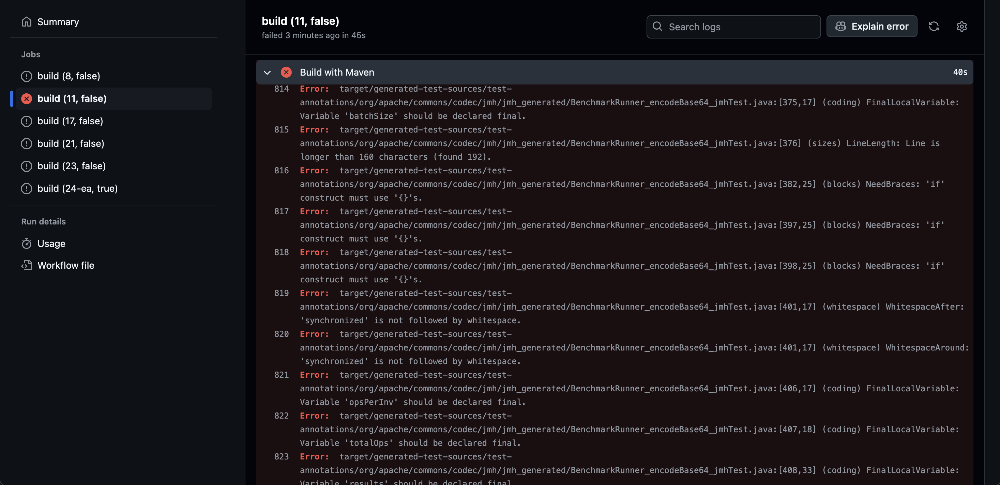 Summary
Jobs
build (8, false)
build (11, false)
build (17, false)
build (21, false)
build (23, false)
build (24-ea, true)
Run details
Usage
Workflow file
build (11, false)
failed 3 minutes ago in 45s
Search logs
Explain error
Build with Maven 40s
814 Error: target/generated-test-sources/test-
annotations/org/apache/commons/codec/jmh/jmh_generated/BenchmarkRunner_encodeBase64_jmhTest.java:[375,17] (coding) FinalLocalVariable:
Variable 'batchSize' should be declared final.
815 Error: target/generated-test-sources/test-
annotations/org/apache/commons/codec/jmh/jmh_generated/BenchmarkRunner_encodeBase64_jmhTest.java:[376] (sizes) LineLength: Line is
longer than 160 characters (found 192).
816 Error: target/generated-test-sources/test-
annotations/org/apache/commons/codec/jmh/jmh_generated/BenchmarkRunner_encodeBase64_jmhTest.java:[382,25] (blocks) NeedBraces: 'if'
construct must use '{}'s.
817 Error: target/generated-test-sources/test-
annotations/org/apache/commons/codec/jmh/jmh_generated/BenchmarkRunner_encodeBase64_jmhTest.java:[397,25] (blocks) NeedBraces: 'if'
construct must use '{}'s.
818 Error: target/generated-test-sources/test-
annotations/org/apache/commons/codec/jmh/jmh_generated/BenchmarkRunner_encodeBase64_jmhTest.java:[398,25] (blocks) NeedBraces: 'if'
construct must use '{}'s.
819 Error: target/generated-test-sources/test-
annotations/org/apache/commons/codec/jmh/jmh_generated/BenchmarkRunner_encodeBase64_jmhTest.java:[401,17] (whitespace) WhitespaceAfter:
'synchronized' is not followed by whitespace.
820 Error: target/generated-test-sources/test-
annotations/org/apache/commons/codec/jmh/jmh_generated/BenchmarkRunner_encodeBase64_jmhTest.java:[401,17] (whitespace) WhitespaceAround:
'synchronized' is not followed by whitespace.
821 Error: target/generated-test-sources/test-
annotations/org/apache/commons/codec/jmh/jmh_generated/BenchmarkRunner_encodeBase64_jmhTest.java:[406,17] (coding) FinalLocalVariable:
Variable 'opsPerInv' should be declared final.
822 Error: target/generated-test-sources/test-
annotations/org/apache/commons/codec/jmh/jmh_generated/BenchmarkRunner_encodeBase64_jmhTest.java:[407,18] (coding) FinalLocalVariable:
Variable 'totalOps' should be declared final.
823 Error: target/generated-test-sources/test-
annotations/org/apache/commons/codec/jmh/jmh_generated/BenchmarkRunner_encodeBase64_jmhTest.java:[408,33] (coding) FinalLocalVariable:
Variable 'results' should be declared final.